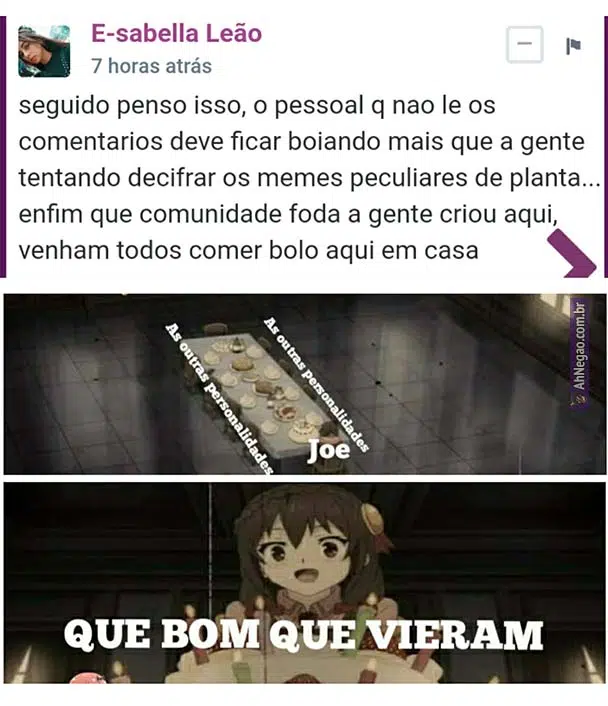 E-sabella Leão
7 horas atrás
seguido penso isso, o pessoal q nao le os
comentarios deve ficar boiando mais que a gente
tentando decifrar os memes peculiares de planta...
enfim que comunidade foda a gente criou aqui,
venham todos comer bolo aqui em casa
AhNegao.com.br
As outras personalidades
As outras personalidades
Joe
QUE BOM QUE VIERAM